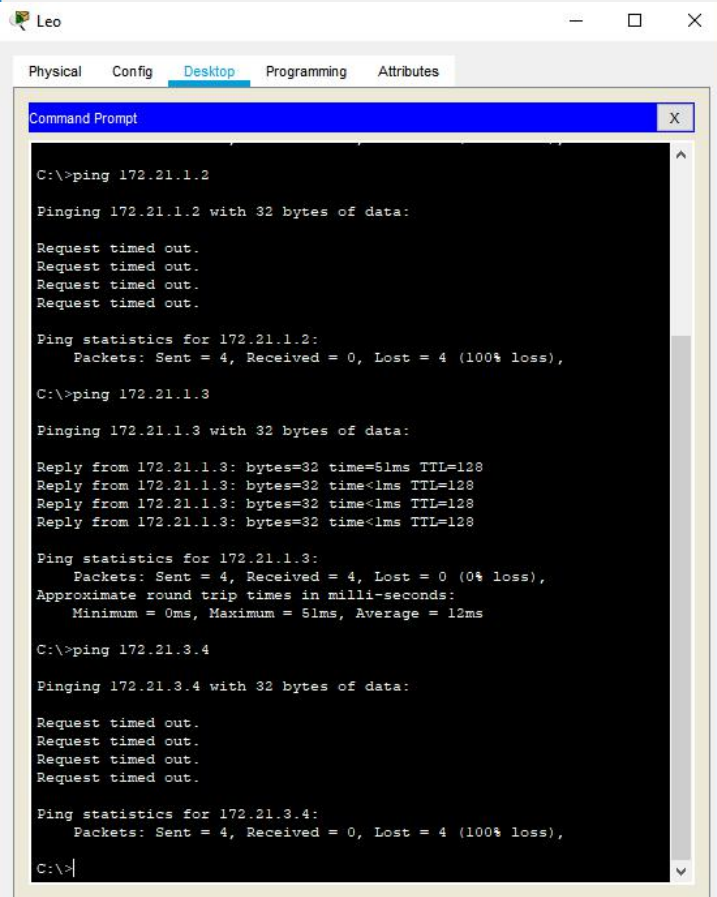 Leo
Physical Config Desktop Programming Attributes
Command Prompt X
C:\>ping 172.21.1.2
Pinging 172.21.1.2 with 32 bytes of data:
Request timed out.
Request timed out.
Request timed out.
Request timed out.
Ping statistics for 172.21.1.2:
Packets: Sent = 4, Received = 0, Lost = 4 (100% loss),
C:\>ping 172.21.1.3
Pinging 172.21.1.3 with 32 bytes of data:
Reply from 172.21.1.3: bytes=32 time=51ms TTL=128
Reply from 172.21.1.3: bytes=32 time<1ms TTL=128
Reply from 172.21.1.3: bytes=32 time<1ms TTL=128
Reply from 172.21.1.3: bytes=32 time<1ms TTL=128
Ping statistics for 172.21.1.3:
Packets: Sent = 4, Received = 4, Lost = 0 (0% loss),
Approximate round trip times in milli-seconds:
Minimum = 0ms, Maximum = 51ms, Average = 12ms
C:\>ping 172.21.3.4
Pinging 172.21.3.4 with 32 bytes of data:
Request timed out.
Request timed out.
Request timed out.
Request timed out.
Ping statistics for 172.21.3.4:
Packets: Sent = 4, Received = 0, Lost = 4 (100% loss),
C:\>